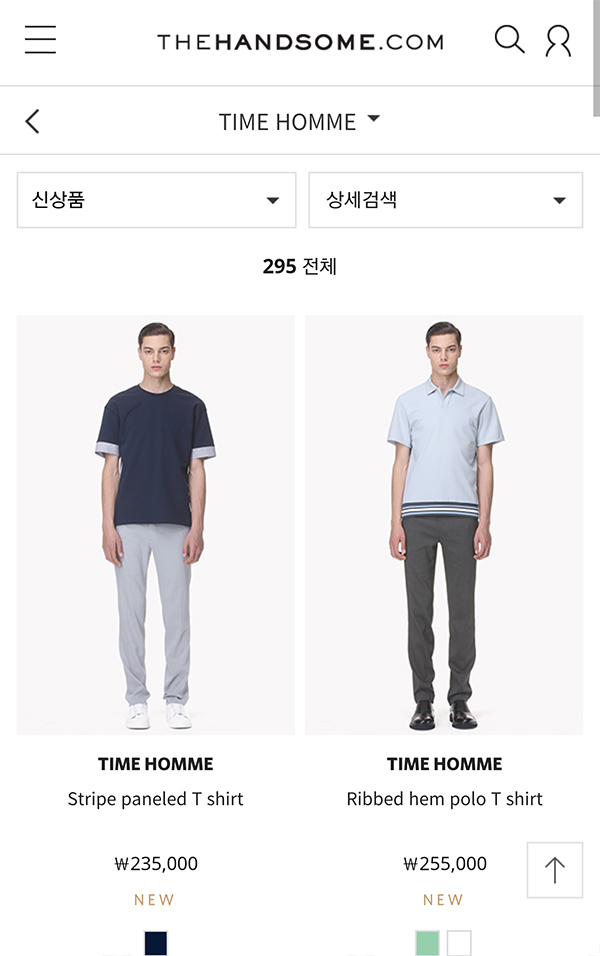 THEHANDSOME.COM
TIME HOMME
신상품 상세검색
295 전체
TIME HOMME TIME HOMME
Stripe paneled T shirt Ribbed hem polo T shirt
₩235,000 ₩255,000
NEW NEW